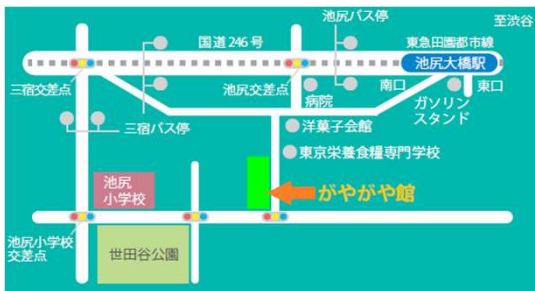 池尻バス停
至渋谷
国道246号
東急田園都市線
池尻大橋駅
三宿交差点
池尻交差点
南口
東口
病院
ガソリン
スタンド
三宿バス停
洋菓子会館
東京栄養食糧専門学校
池尻
小学校
がやがや館
池尻小学校
交差点
世田谷公園